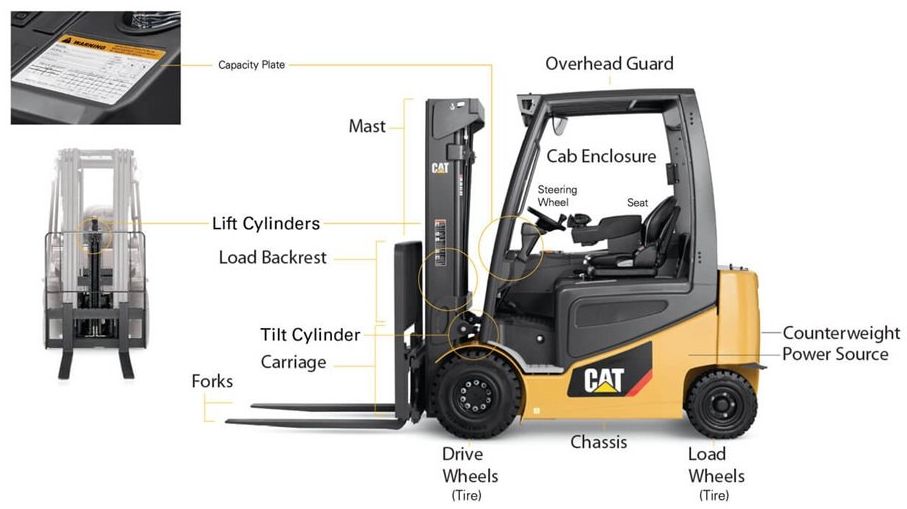 WARNING
Capacity Plate
Overhead Guard
Mast
CAT
Cab Enclosure
Steering
Wheel
Seat
Lift Cylinders
Load Backrest
Tilt Cylinder
Carriage
Forks
Counterweight
Power Source
CAT
Chassis
Drive
Wheels
(Tire)
Load
Wheels
(Tire)